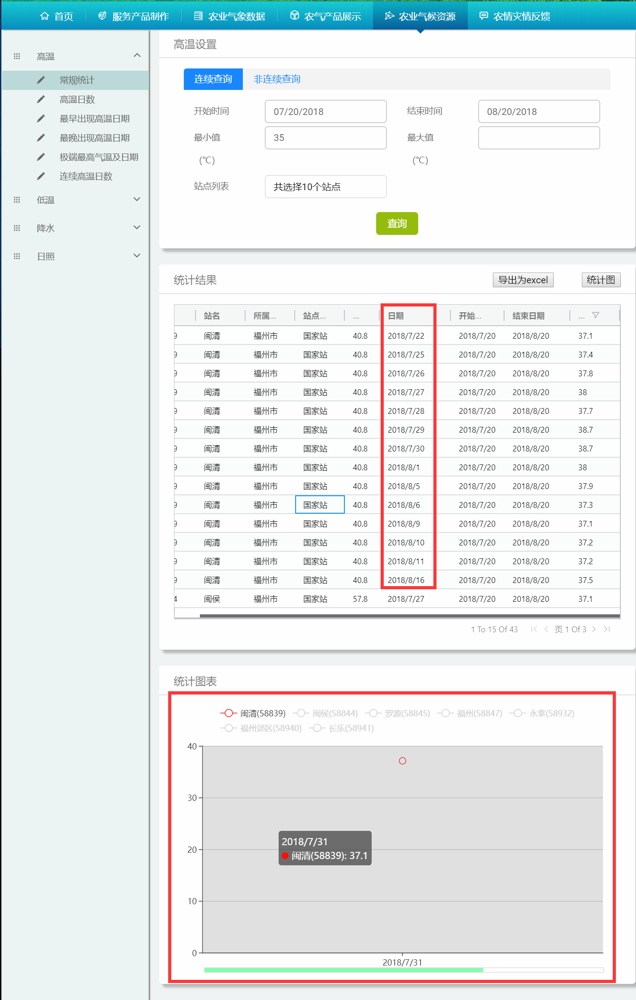 首页 服务产品制作 农业气象数据 农气产品展示 农业气候资源 农情灾情反馈
高温
常规统计
高温日数
最早出现高温日期
最晚出现高温日期
极端最高气温及日期
连续高温日数
低温
降水
日照
高温设置
连续查询 非连续查询
开始时间 07/20/2018 结束时间 08/20/2018
最小值 35 最大值
(℃) (℃)
站点列表 共选择10个站点
查询
统计结果 导出为excel 统计图
站名 所属... 站点... ... 日期 开始... 结束日期 ...
9 闽清 福州市 国家站 40.8 2018/7/22 2018/7/20 2018/8/20 37.1
9 闽清 福州市 国家站 40.8 2018/7/25 2018/7/20 2018/8/20 37.4
9 闽清 福州市 国家站 40.8 2018/7/26 2018/7/20 2018/8/20 37.8
9 闽清 福州市 国家站 40.8 2018/7/27 2018/7/20 2018/8/20 38
9 闽清 福州市 国家站 40.8 2018/7/28 2018/7/20 2018/8/20 37.7
9 闽清 福州市 国家站 40.8 2018/7/29 2018/7/20 2018/8/20 38.7
9 闽清 福州市 国家站 40.8 2018/7/30 2018/7/20 2018/8/20 38.7
9 闽清 福州市 国家站 40.8 2018/8/1 2018/7/20 2018/8/20 38
9 闽清 福州市 国家站 40.8 2018/8/5 2018/7/20 2018/8/20 37.9
9 闽清 福州市 国家站 40.8 2018/8/6 2018/7/20 2018/8/20 37.3
9 闽清 福州市 国家站 40.8 2018/8/9 2018/7/20 2018/8/20 37.1
9 闽清 福州市 国家站 40.8 2018/8/10 2018/7/20 2018/8/20 37.2
9 闽清 福州市 国家站 40.8 2018/8/11 2018/7/20 2018/8/20 37.2
9 闽清 福州市 国家站 40.8 2018/8/16 2018/7/20 2018/8/20 37.5
4 闽侯 福州市 国家站 57.8 2018/7/27 2018/7/20 2018/8/20 37.1
1 To 15 Of 43 页 1 Of 3
统计图表
闽清(58839) 闽侯(58844) 罗源(58845) 福州(58847) 永泰(58932)
福州郊区(58940) 长乐(58941)
40
30
20
10
0
2018/7/31
闽清(58839): 37.1
2018/7/31